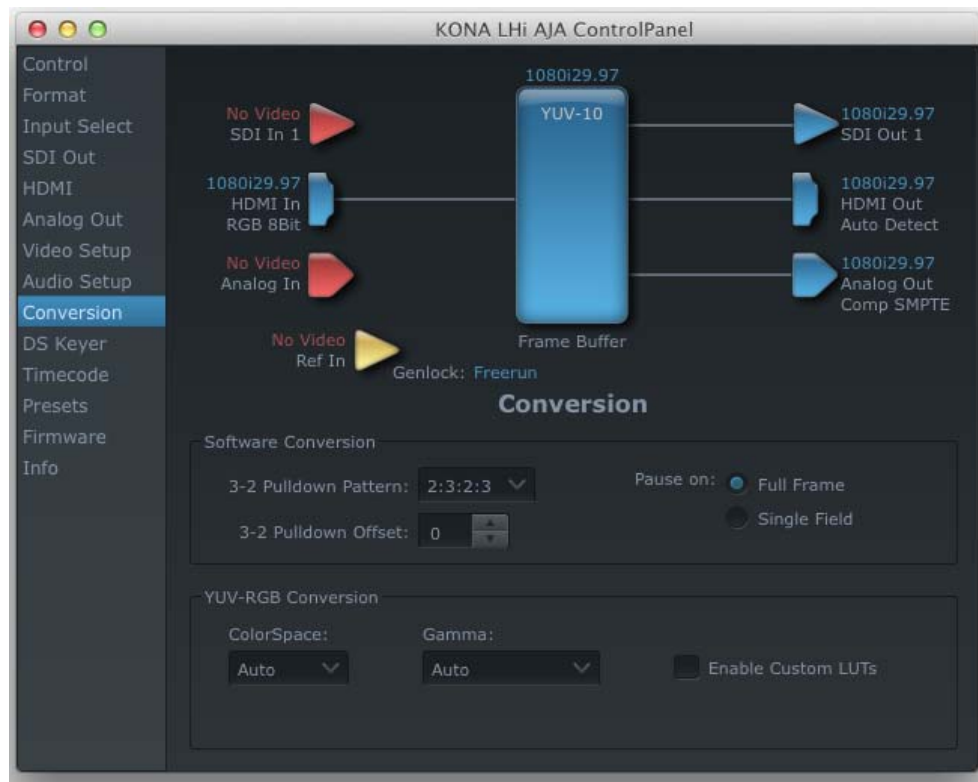 KONA LHi AJA ControlPanel
Control
Format
Input Select
SDI Out
HDMI
Analog Out
Video Setup
Audio Setup
Conversion
DS Keyer
Timecode
Presets
Firmware
Info
1080i29.97
YUV-10
No Video
SDI In 1
1080i29.97
HDMI In
RGB 8Bit
No Video
Analog In
No Video
Ref In
Frame Buffer
Genlock: Freerun
1080i29.97
SDI Out 1
1080i29.97
HDMI Out
Auto Detect
1080i29.97
Analog Out
Comp SMPTE
Conversion
Software Conversion
3-2 Pulldown Pattern: 2:3:2:3
3-2 Pulldown Offset: 0
Pause on: Full Frame
Single Field
YUV-RGB Conversion
ColorSpace:
Auto
Gamma:
Auto
Enable Custom LUTs